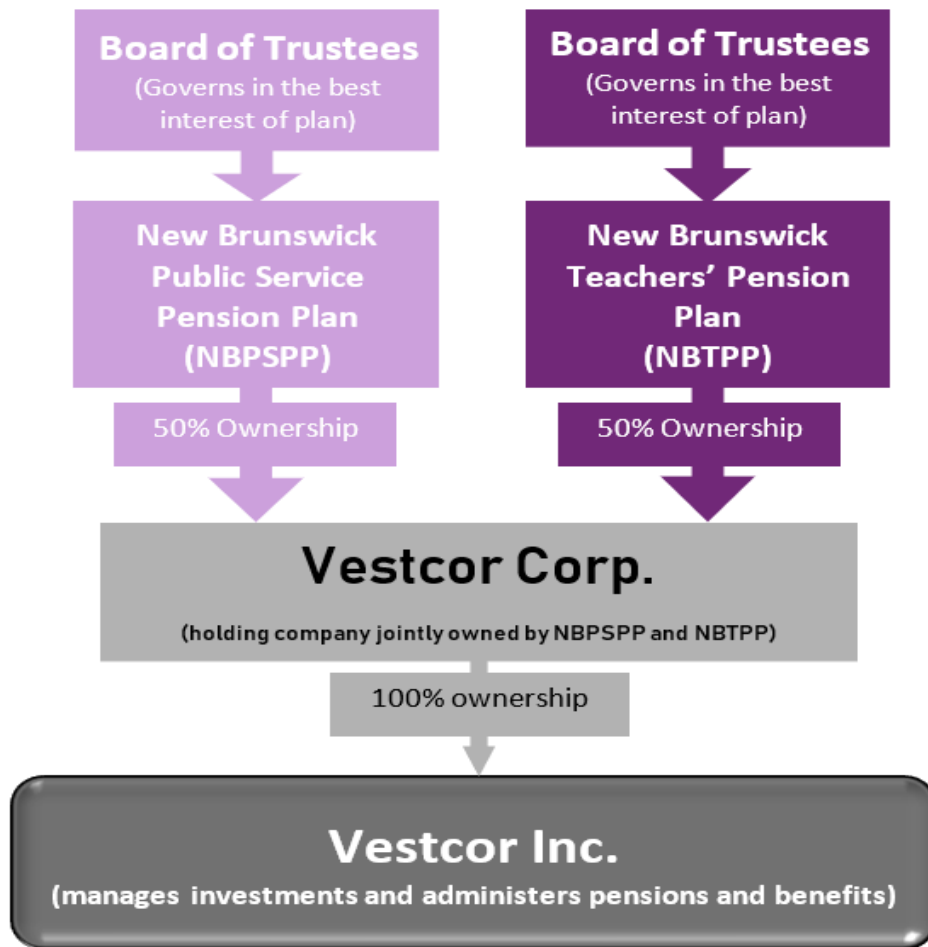 Board of Trustees
(Governs in the best
interest of plan)
New Brunswick
Public Service
Pension Plan
(NBPSPP)
50% Ownership
Board of Trustees
(Governs in the best
interest of plan)
New Brunswick
Teachers’ Pension
Plan
(NBTPP)
50% Ownership
Vestcor Corp.
(holding company jointly owned by NBPSPP and NBTPP)
100% ownership
Vestcor Inc.
(manages investments and administers pensions and benefits)